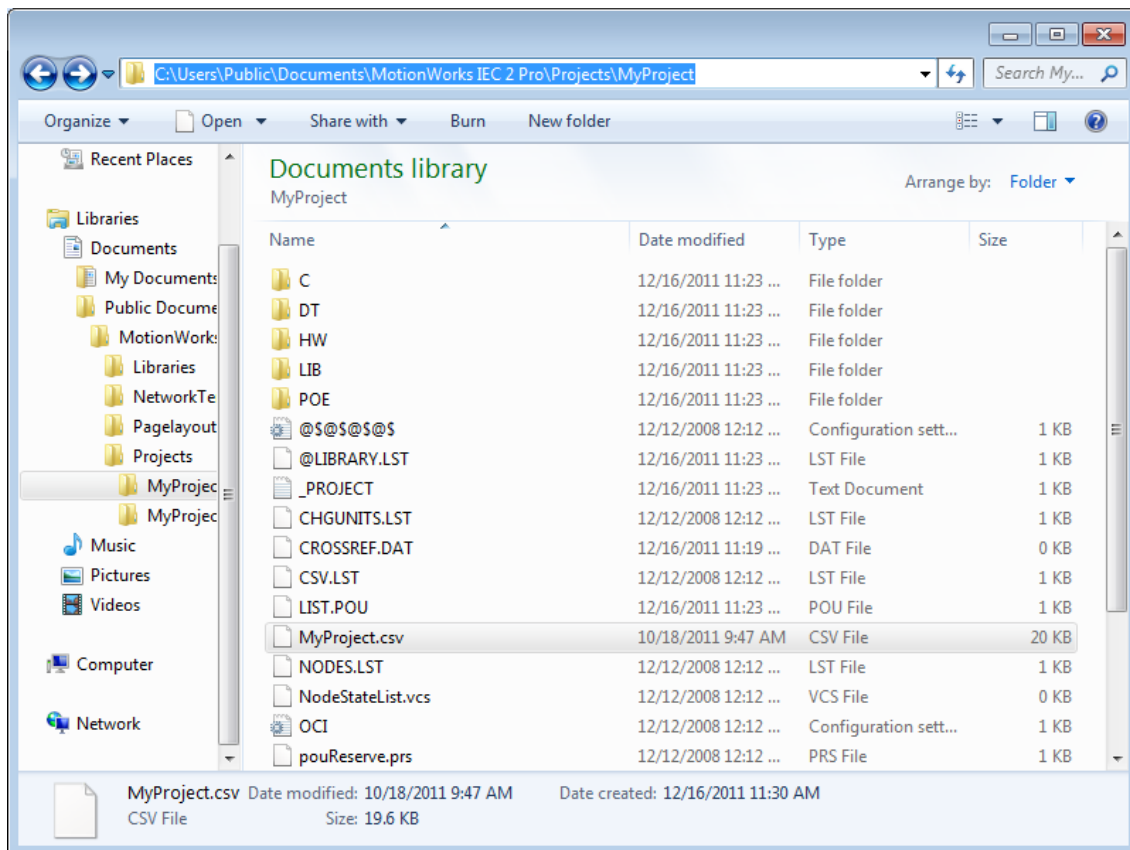 C:\Users\Public\Documents\MotionWorks IEC 2 Pro\Projects\MyProject
Search My...
Organize Open Share with Burn New folder
Recent Places
Libraries
Documents
My Documents
Public Docume
MotionWork
Libraries
NetworkTe
Pagelayout
Projects
MyProjec
MyProjec
Music
Pictures
Videos
Computer
Network
Documents library
MyProject
Arrange by: Folder
Name Date modified Type Size
C 12/16/2011 11:23 ... File folder
DT 12/16/2011 11:23 ... File folder
HW 12/16/2011 11:23 ... File folder
LIB 12/16/2011 11:23 ... File folder
POE 12/16/2011 11:23 ... File folder
@$@$@$@$ 12/12/2008 12:12 ... Configuration sett... 1 KB
@LIBRARY.LST 12/16/2011 11:23 ... LST File 1 KB
_PROJECT 12/16/2011 11:23 ... Text Document 1 KB
CHGUNITS.LST 12/12/2008 12:12 ... LST File 1 KB
CROSSREF.DAT 12/16/2011 11:19 ... DAT File 0 KB
CSV.LST 12/12/2008 12:12 ... LST File 1 KB
LIST.POU 12/16/2011 11:23 ... POU File 1 KB
MyProject.csv 10/18/2011 9:47 AM CSV File 20 KB
NODES.LST 12/12/2008 12:12 ... LST File 1 KB
NodeStateList.vcs 12/12/2008 12:12 ... VCS File 0 KB
OCI 12/12/2008 12:12 ... Configuration sett... 1 KB
pouReserve.prs 12/12/2008 12:12 ... PRS File 1 KB
MyProject.csv Date modified: 10/18/2011 9:47 AM Date created: 12/16/2011 11:30 AM
CSV File Size: 19.6 KB